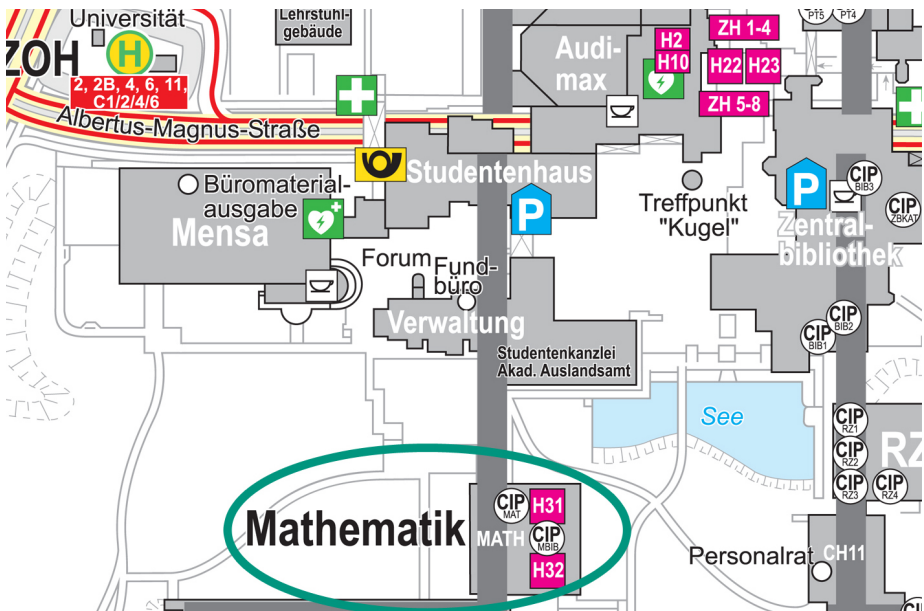 Universität
ZOH
H
2, 2B, 4, 6, 11,
C1/2/4/6
Albertus-Magnus-Straße
Lehrstuhl-
gebäude
Audi-
max
H2
H10
ZH 1-4
H22
H23
ZH 5-8
PT5
PT4
Studentenhaus
Büromaterial-
ausgabe
Mensa
P
Treffpunkt
"Kugel"
P
CIP
BIB3
CIP
ZBKAT
Zentral-
bibliothek
Forum
Fund-
büro
Verwaltung
CIP
BIB2
CIP
BIB1
Studentenkanzlei
Akad. Auslandsamt
See
CIP
RZ1
CIP
RZ2
CIP
RZ3
CIP
RZ4
RZ
Mathematik
CIP
MAT
H31
MATH
CIP
MBIB
H32
Personalrat
CH11